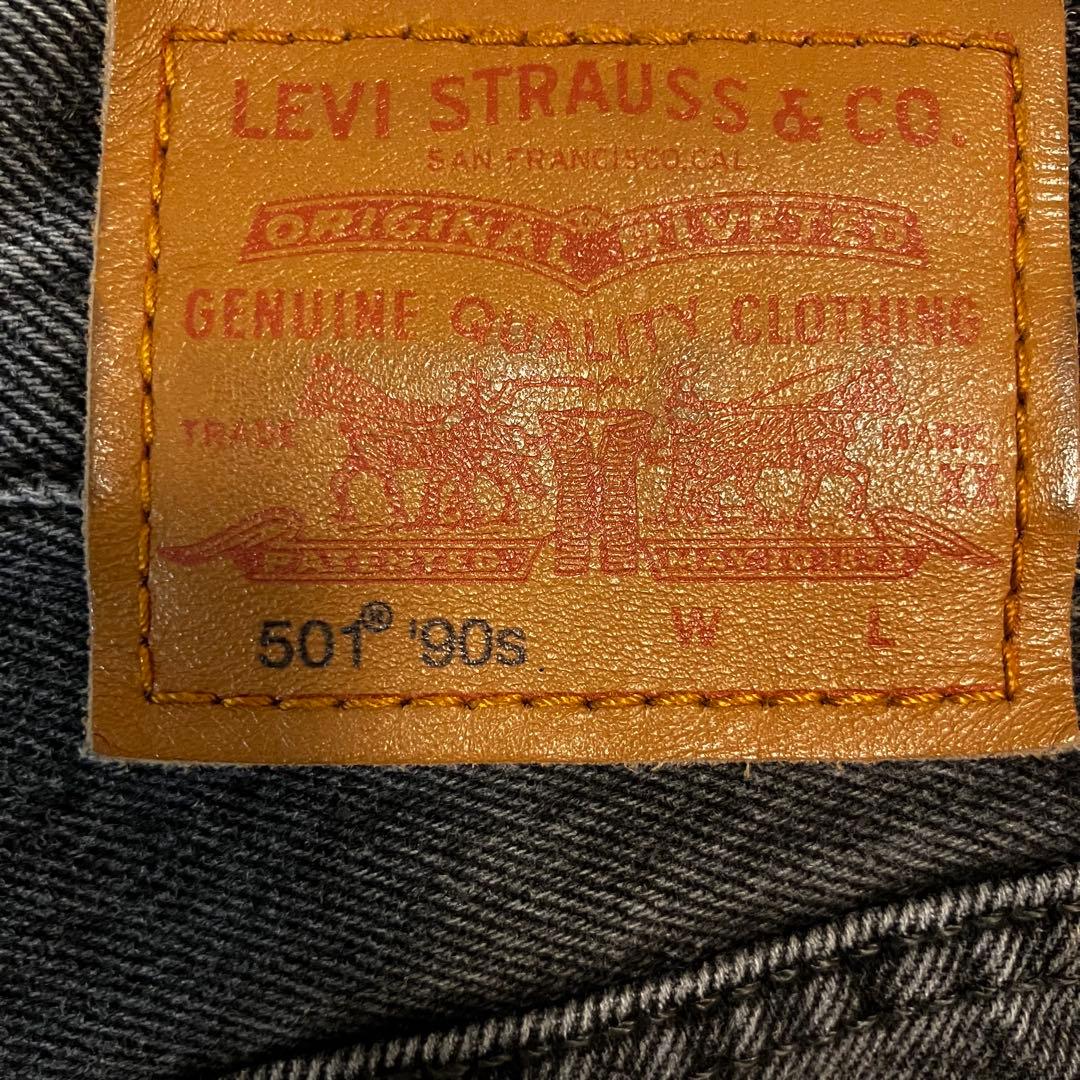 LEVI STRAUSS & CO.
SAN FRANCISCO, CAL.
ORIGINAL RIVETED
GENUINE QUALITY CLOTHING
TRADE MARK
XX
501® '90s W L